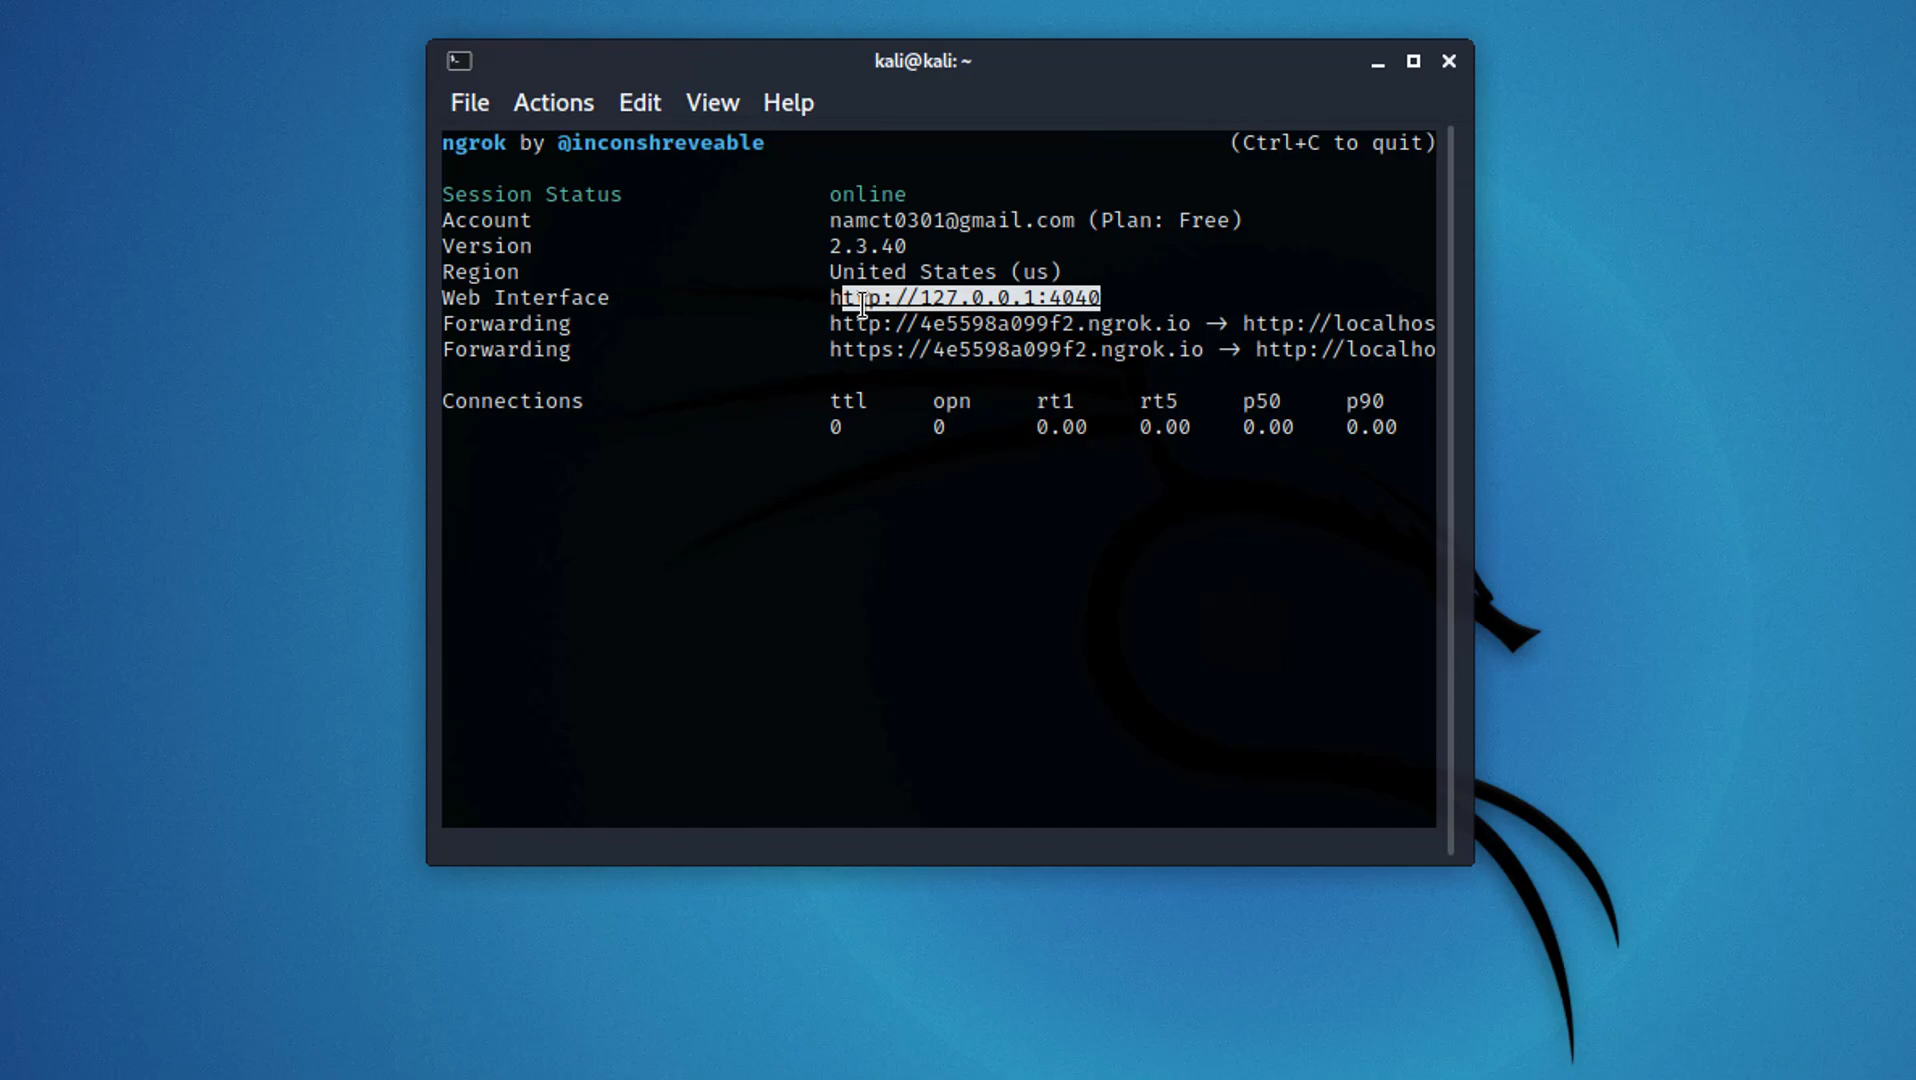 kali@kali: ~
File Actions Edit View Help
ngrok by @inconshreveable (Ctrl+C to quit)
Session Status online
Account namct0301@gmail.com (Plan: Free)
Version 2.3.40
Region United States (us)
Web Interface http://127.0.0.1:4040
Forwarding http://4e5598a099f2.ngrok.io → http://localhos
Forwarding https://4e5598a099f2.ngrok.io → http://localho
Connections ttl opn rt1 rt5 p50 p90
0 0 0.00 0.00 0.00 0.00